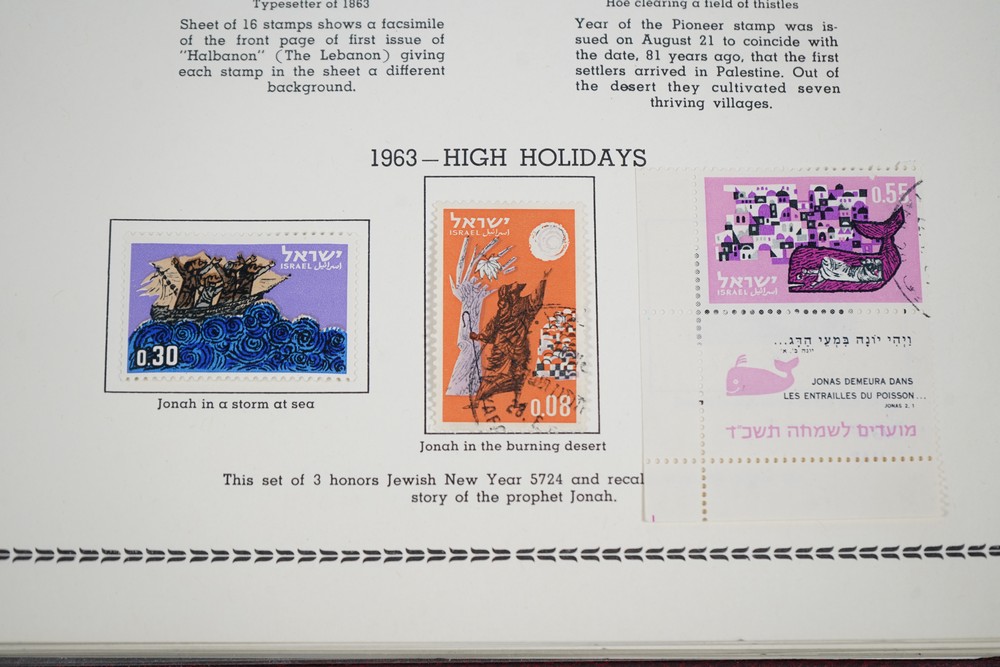 Typesetter of 1863
Sheet of 16 stamps shows a facsimile
of the front page of first issue of
"Halbanon" (The Lebanon) giving
each stamp in the sheet a different
background.
Hoe clearing a field of thistles
Year of the Pioneer stamp was is-
sued on August 21 to coincide with
the date, 81 years ago, that the first
settlers arrived in Palestine. Out of
the desert they cultivated seven
thriving villages.
1963—HIGH HOLIDAYS
ישראל
ISRAEL اسرائيل
0.30
Jonah in a storm at sea
ישראל
ISRAEL اسرائيل
0.08
Jonah in the burning desert
0.55
ישראל
ISRAEL اسرائيل
וַיְהִי יוֹנָה בִּמְעֵי הַדָּג...
יונה ב׳, א׳
JONAS DEMEURA DANS
LES ENTRAILLES DU POISSON...
JONAS 2, 1
מועדים לשמחה תשכ״ד
This set of 3 honors Jewish New Year 5724 and recal
story of the prophet Jonah.